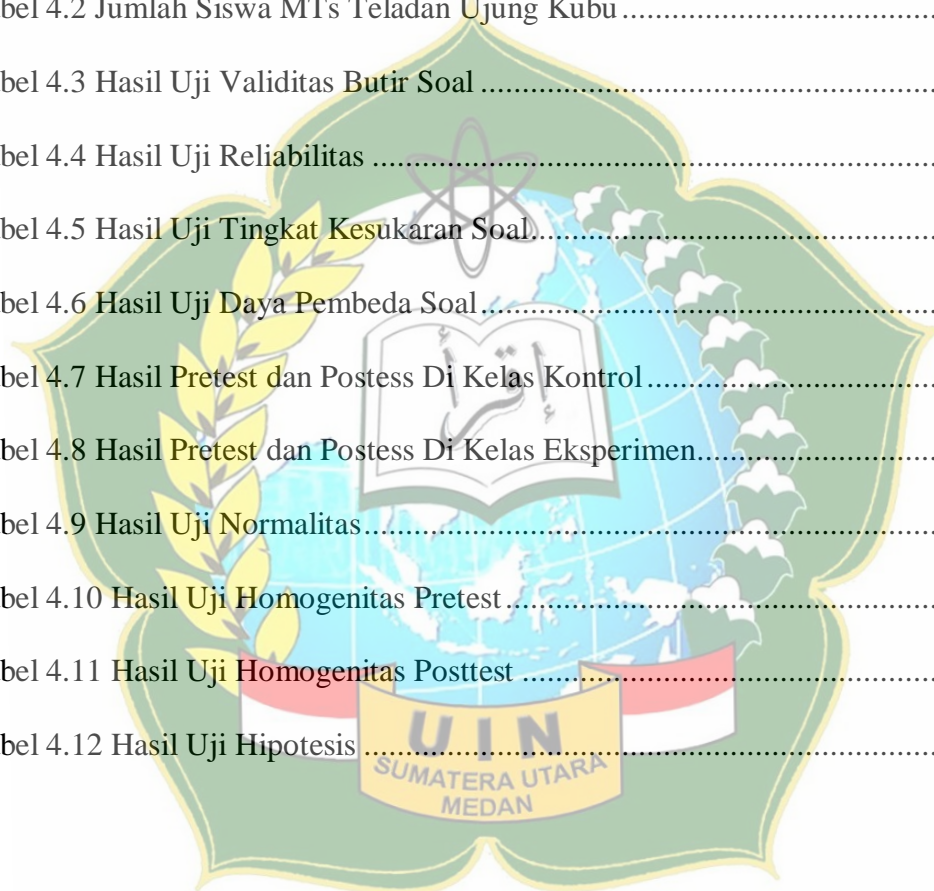 bel 4.2 Jumlah Siswa MTs Teladan Ujung Kubu ........................................
bel 4.3 Hasil Uji Validitas Butir Soal ........................................................
bel 4.4 Hasil Uji Reliabilitas .....................................................................
bel 4.5 Hasil Uji Tingkat Kesukaran Soal..................................................
bel 4.6 Hasil Uji Daya Pembeda Soal........................................................
bel 4.7 Hasil Pretest dan Postess Di Kelas Kontrol ....................................
bel 4.8 Hasil Pretest dan Postess Di Kelas Eksperimen..............................
bel 4.9 Hasil Uji Normalitas......................................................................
bel 4.10 Hasil Uji Homogenitas Pretest .....................................................
bel 4.11 Hasil Uji Homogenitas Posttest ...................................................
bel 4.12 Hasil Uji Hipotesis ......................................................................
إقرأ
UIN
SUMATERA UTARA
MEDAN